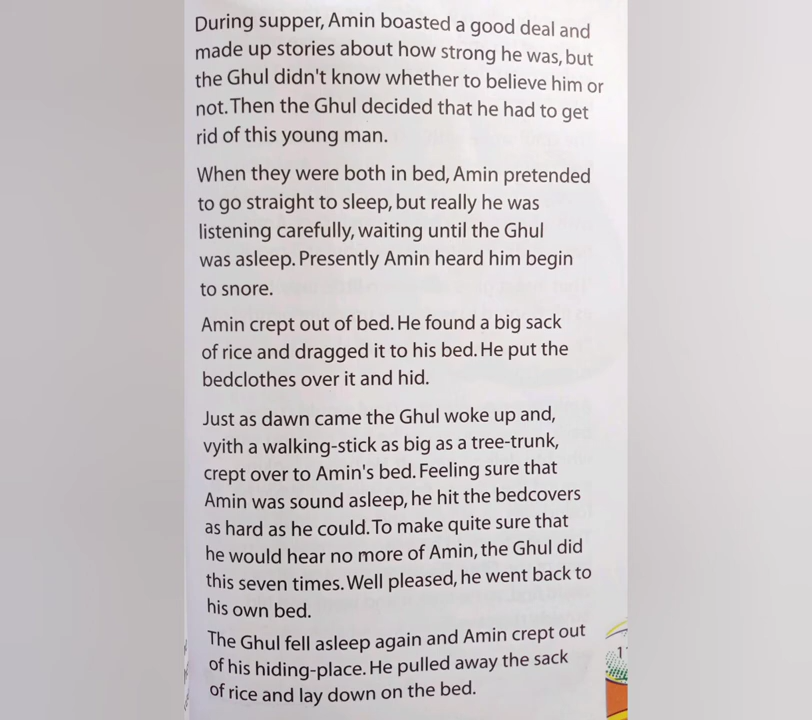 During supper, Amin boasted a good deal and
made up stories about how strong he was, but
the Ghul didn't know whether to believe him or
not. Then the Ghul decided that he had to get
rid of this young man.
When they were both in bed, Amin pretended
to go straight to sleep, but really he was
listening carefully, waiting until the Ghul
was asleep. Presently Amin heard him begin
to snore.
Amin crept out of bed. He found a big sack
of rice and dragged it to his bed. He put the
bedclothes over it and hid.
Just as dawn came the Ghul woke up and,
vyith a walking-stick as big as a tree-trunk,
crept over to Amin's bed. Feeling sure that
Amin was sound asleep, he hit the bedcovers
as hard as he could. To make quite sure that
he would hear no more of Amin, the Ghul did
this seven times. Well pleased, he went back to
his own bed.
The Ghul fell asleep again and Amin crept out
of his hiding-place. He pulled away the sack
of rice and lay down on the bed.